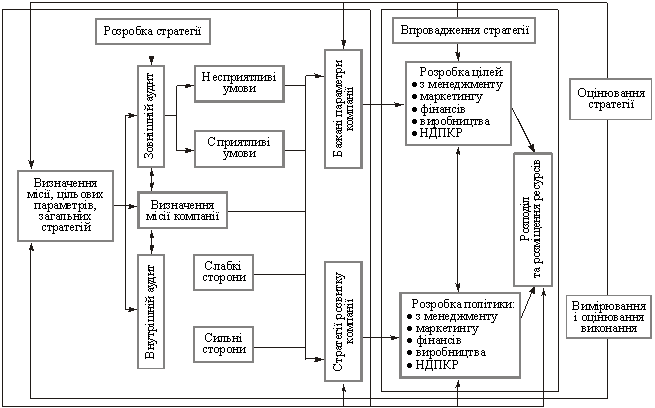 Розробка стратегії
Впровадження стратегії
Оцінювання
стратегії
Зовнішній аудит
Несприятливі
умови
Сприятливі
умови
Бажані параметри
компанії
Розробка цілей:
● з менеджменту
● маркетингу
● фінансів
● виробництва
● НДПКР
Визначення
місії, цільових
параметрів,
загальних
стратегій
Визначення
місії компанії
Розподіл
та розміщення ресурсів
Внутрішній аудит
Слабкі
сторони
Сильні
сторони
Стратегії розвитку
компанії
Розробка політики:
● з менеджменту
● маркетингу
● фінансів
● виробництва
● НДПКР
Вимірювання
і оцінювання
виконання